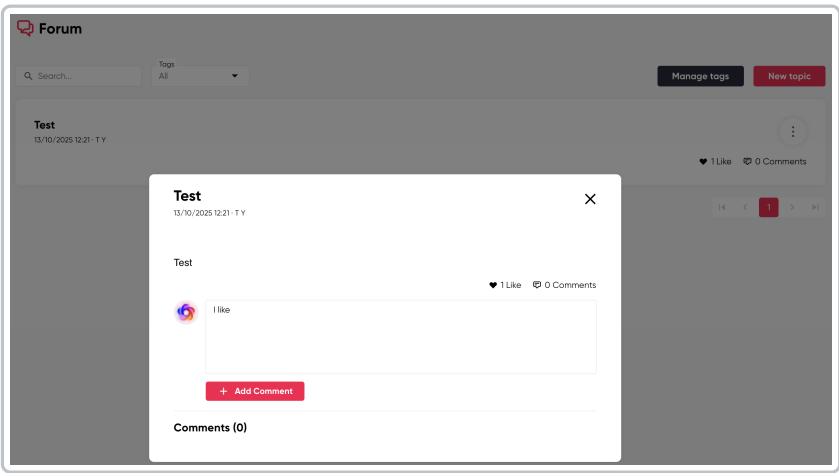 Forum
Search...
Tags
All
Manage tags
New topic
Test
13/10/2025 12:21 · T Y
1 Like
0 Comments
1
Test
13/10/2025 12:21 · T Y
Test
1 Like
0 Comments
I like
+ Add Comment
Comments (0)